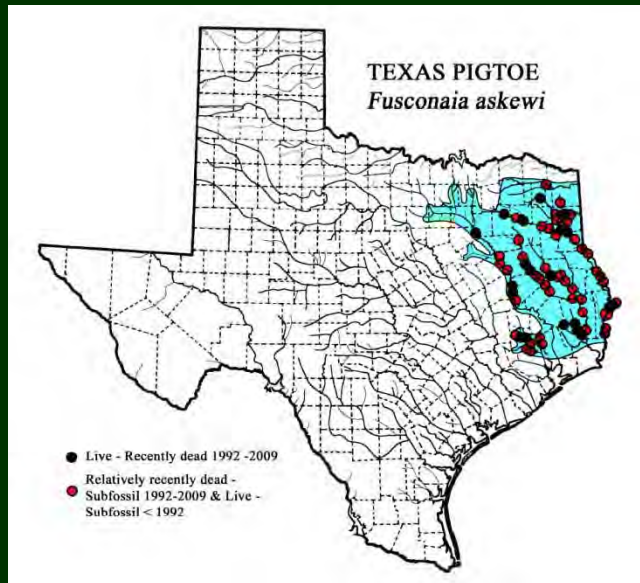 TEXAS PIGTOE
Fusconaia askewi
Live - Recently dead 1992 -2009
Relatively recently dead -
Subfossil 1992-2009 & Live -
Subfossil < 1992